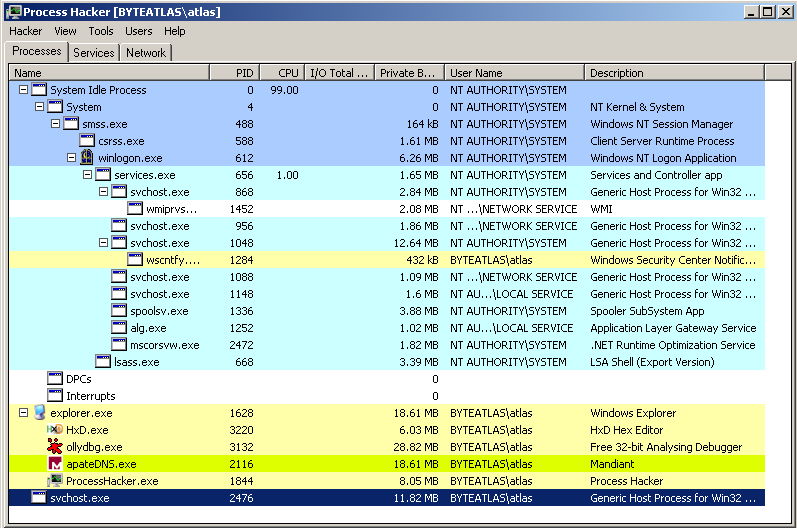 Process Hacker [BYTEATLAS\atlas]
Hacker View Tools Users Help
Processes Services Network
Name PID CPU I/O Total ... Private B... User Name Description
System Idle Process 0 99.00 0 NT AUTHORITY\SYSTEM
System 4 0 NT AUTHORITY\SYSTEM NT Kernel & System
smss.exe 488 164 kB NT AUTHORITY\SYSTEM Windows NT Session Manager
csrss.exe 588 1.61 MB NT AUTHORITY\SYSTEM Client Server Runtime Process
winlogon.exe 612 6.26 MB NT AUTHORITY\SYSTEM Windows NT Logon Application
services.exe 656 1.00 1.65 MB NT AUTHORITY\SYSTEM Services and Controller app
svchost.exe 868 2.84 MB NT AUTHORITY\SYSTEM Generic Host Process for Win32 ...
wmiprvs... 1452 2.08 MB NT ...\NETWORK SERVICE WMI
svchost.exe 956 1.86 MB NT ...\NETWORK SERVICE Generic Host Process for Win32 ...
svchost.exe 1048 12.64 MB NT AUTHORITY\SYSTEM Generic Host Process for Win32 ...
wscntfy.... 1284 432 kB BYTEATLAS\atlas Windows Security Center Notific...
svchost.exe 1088 1.09 MB NT ...\NETWORK SERVICE Generic Host Process for Win32 ...
svchost.exe 1148 1.6 MB NT AU...\LOCAL SERVICE Generic Host Process for Win32 ...
spoolsv.exe 1336 3.88 MB NT AUTHORITY\SYSTEM Spooler SubSystem App
alg.exe 1252 1.02 MB NT AU...\LOCAL SERVICE Application Layer Gateway Service
mscorsvw.exe 2472 1.82 MB NT AUTHORITY\SYSTEM .NET Runtime Optimization Service
lsass.exe 668 3.39 MB NT AUTHORITY\SYSTEM LSA Shell (Export Version)
DPCs 0
Interrupts 0
explorer.exe 1628 18.61 MB BYTEATLAS\atlas Windows Explorer
HxD.exe 3220 6.03 MB BYTEATLAS\atlas HxD Hex Editor
ollydbg.exe 3132 28.82 MB BYTEATLAS\atlas Free 32-bit Analysing Debugger
apateDNS.exe 2116 18.61 MB BYTEATLAS\atlas Mandiant
ProcessHacker.exe 1844 8.05 MB BYTEATLAS\atlas Process Hacker
svchost.exe 2476 11.82 MB BYTEATLAS\atlas Generic Host Process for Win32 ...